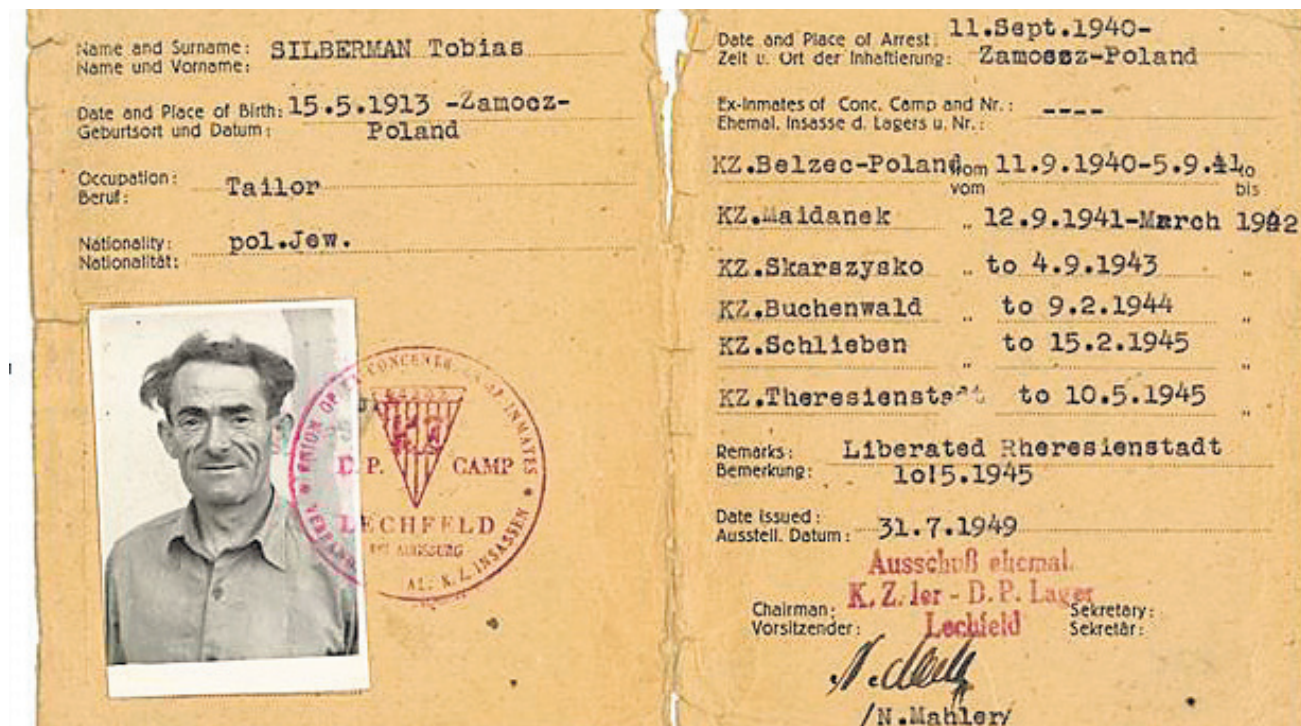 Name and Surname: SILBERMAN Tobias
Name und Vorname:
Date and Place of Birth: 15.5.1913 -Zamocz-
Geburtsort und Datum: Poland
Occupation: Tailor
Beruf:
Nationality: pol.Jew.
Nationalität:
D.P. CAMP
LECHFELD
AUGSBURG
Date and Place of Arrest: 11.Sept.1940-
Zeit u. Ort der Inhaftierung: Zamossz-Poland
Ex-Inmates of Conc. Camp and Nr.: ----
Ehemal. Insasse d. Lagers u. Nr.:
KZ.Belzec-Poland from 11.9.1940-5.9.41 to
vom bis
KZ.Maidanek " 12.9.1941-March 1942
KZ.Skarszysko " to 4.9.1943 "
KZ.Buchenwald " to 9.2.1944 "
KZ.Schlieben " to 15.2.1945 "
KZ.Theresienstadt to 10.5.1945 "
Remarks: Liberated Rheresienstadt
Bemerkung: 10!5.1945
Date issued: 31.7.1949
Ausstell. Datum:
Ausschuß ehemal.
K.Z.ler - D.P. Lager
Lechfeld
Chairman: Sekretary:
Vorsitzender: Sekretär:
/N.Mahler/